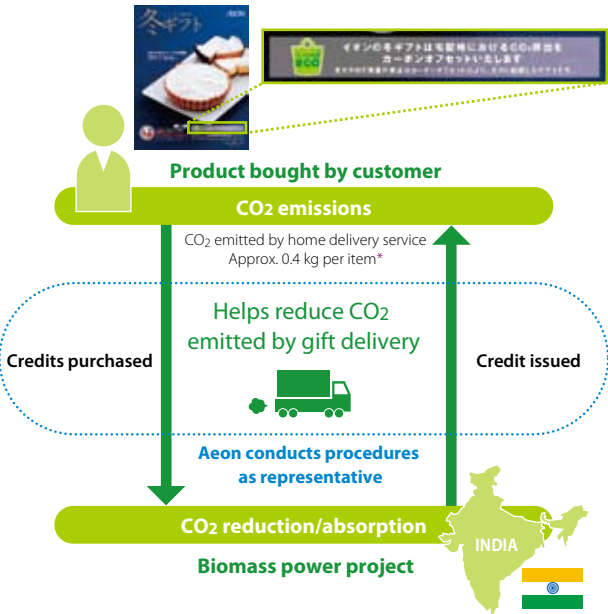 冬ギフト
AEON
eco
イオンの冬ギフトは宅配時におけるCO₂排出を
カーボンオフセットいたします
Product bought by customer
CO2 emissions
CO2 emitted by home delivery service
Approx. 0.4 kg per item*
Helps reduce CO2
emitted by gift delivery
Credits purchased
Credit issued
Aeon conducts procedures
as representative
CO2 reduction/absorption
INDIA
Biomass power project